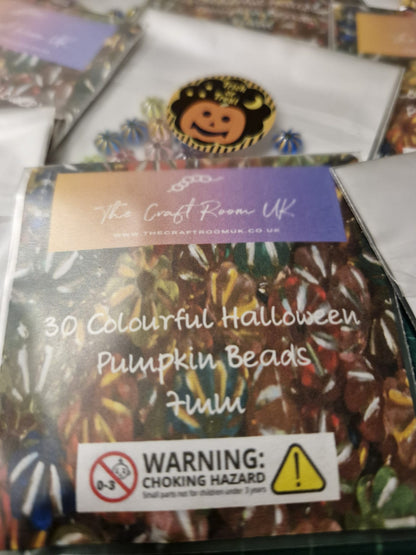 Trick
or
Treat
The Craft Room UK
WWW.THECRAFTROOMUK.CO.UK
30 Colourful Halloween
Pumpkin Beads
7mm
0-3
WARNING:
CHOKING HAZARD
Small parts not for children under 3 years